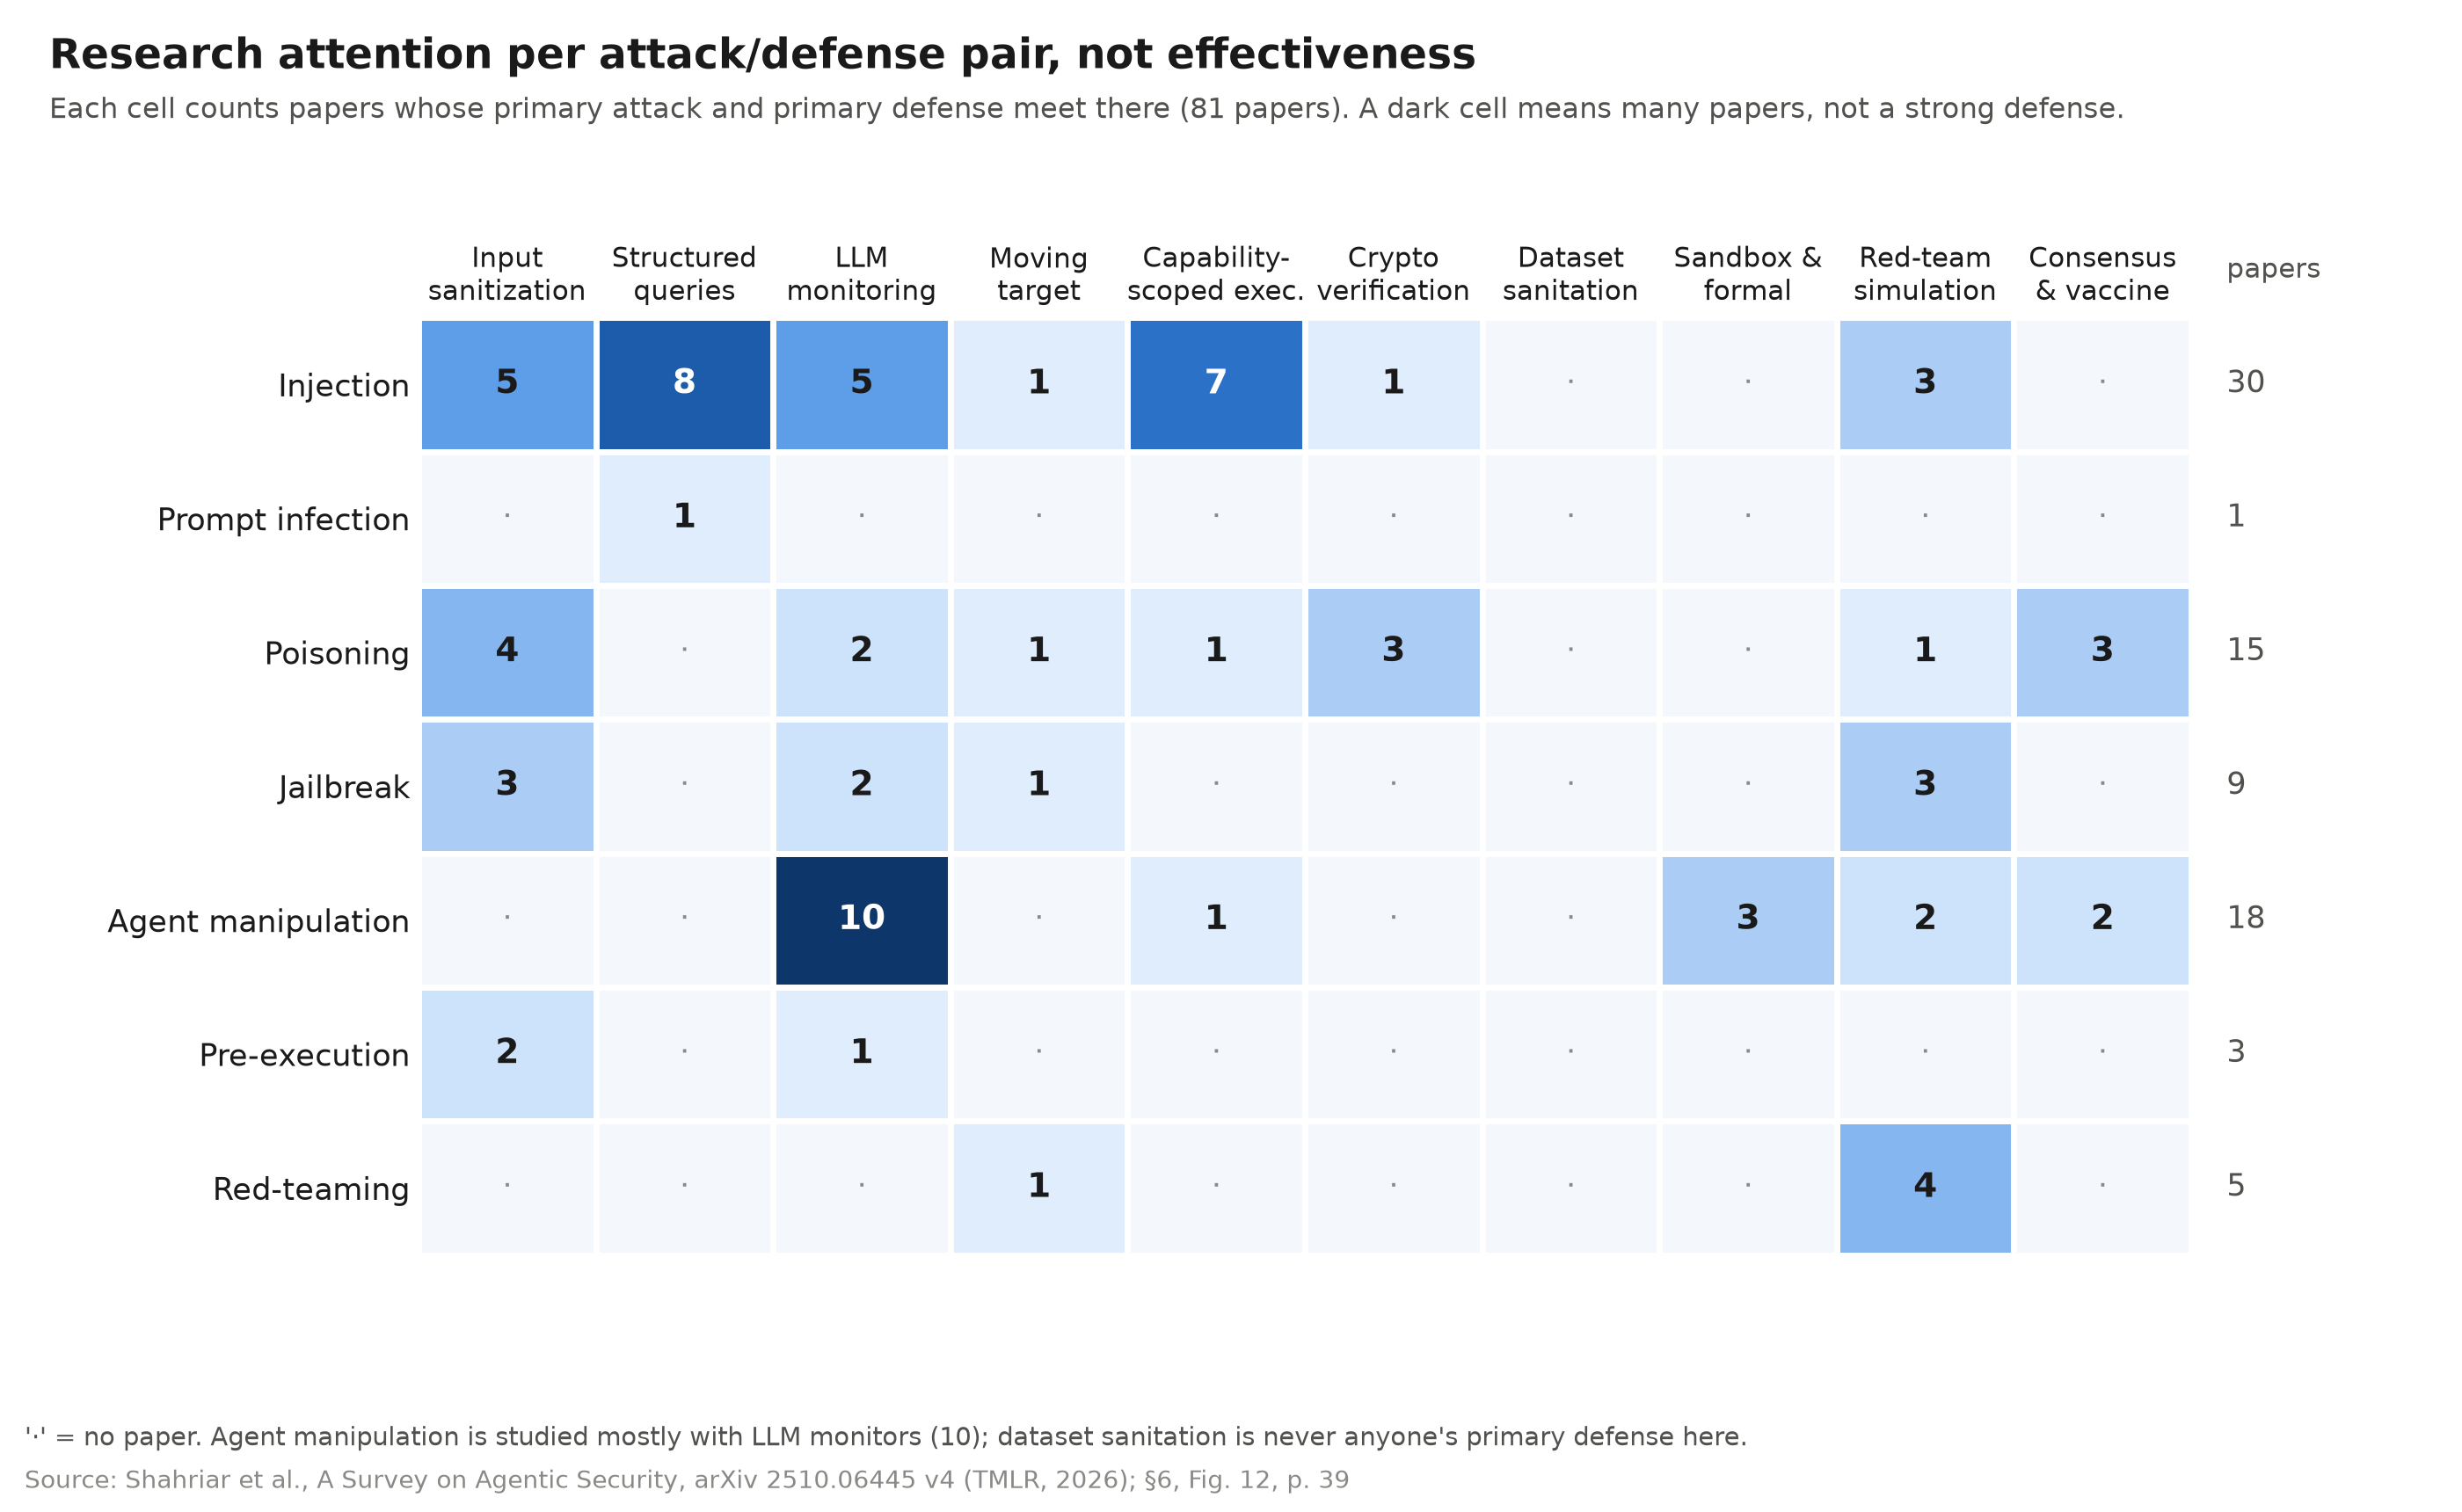 Research attention per attack/defense pair, not effectiveness
Each cell counts papers whose primary attack and primary defense meet there (81 papers). A dark cell means many papers, not a strong defense.
Input sanitization
Structured queries
LLM monitoring
Moving target
Capability-scoped exec.
Crypto verification
Dataset sanitation
Sandbox & formal
Red-team simulation
Consensus & vaccine
papers
Injection 5 8 5 1 7 1 · · 3 · 30
Prompt infection · 1 · · · · · · · · 1
Poisoning 4 · 2 1 1 3 · · 1 3 15
Jailbreak 3 · 2 1 · · · · 3 · 9
Agent manipulation · · 10 · 1 · · 3 2 2 18
Pre-execution 2 · 1 · · · · · · · 3
Red-teaming · · · 1 · · · · 4 · 5
'·' = no paper. Agent manipulation is studied mostly with LLM monitors (10); dataset sanitation is never anyone's primary defense here.
Source: Shahriar et al., A Survey on Agentic Security, arXiv 2510.06445 v4 (TMLR, 2026); §6, Fig. 12, p. 39